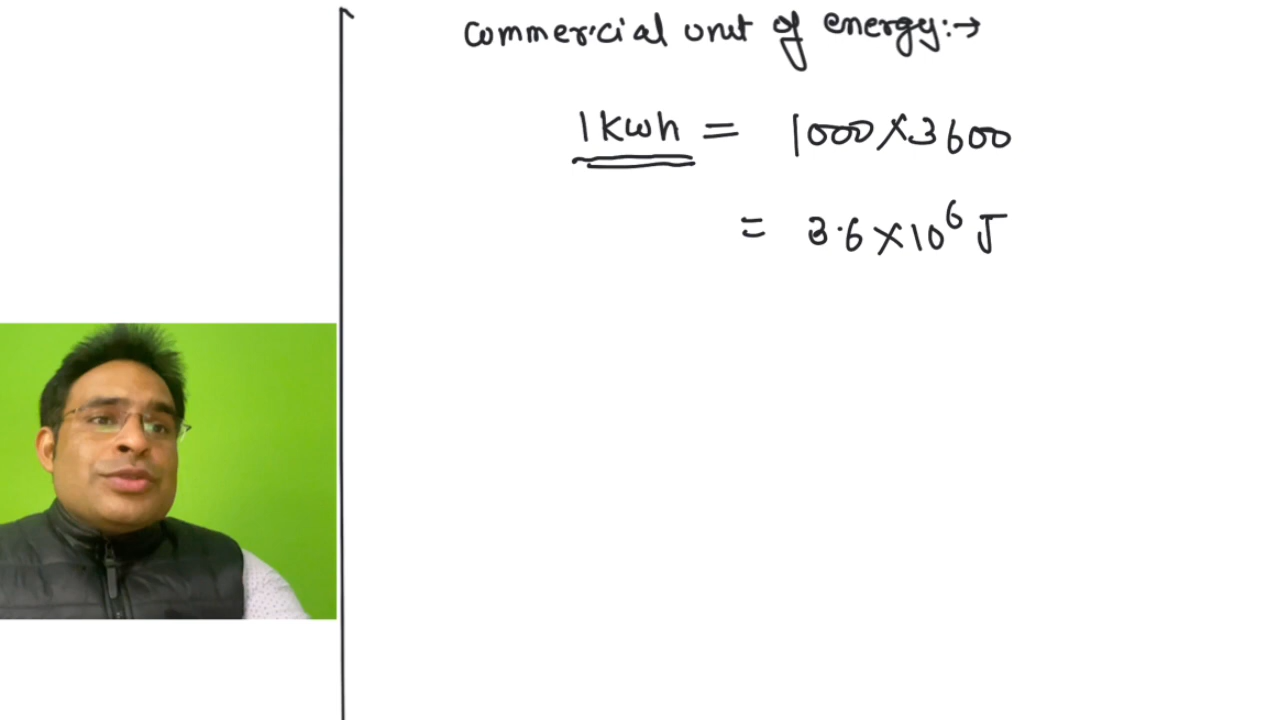 commercial unit of energy:→
1kwh = 1000×3600
= 3.6×10⁶ J